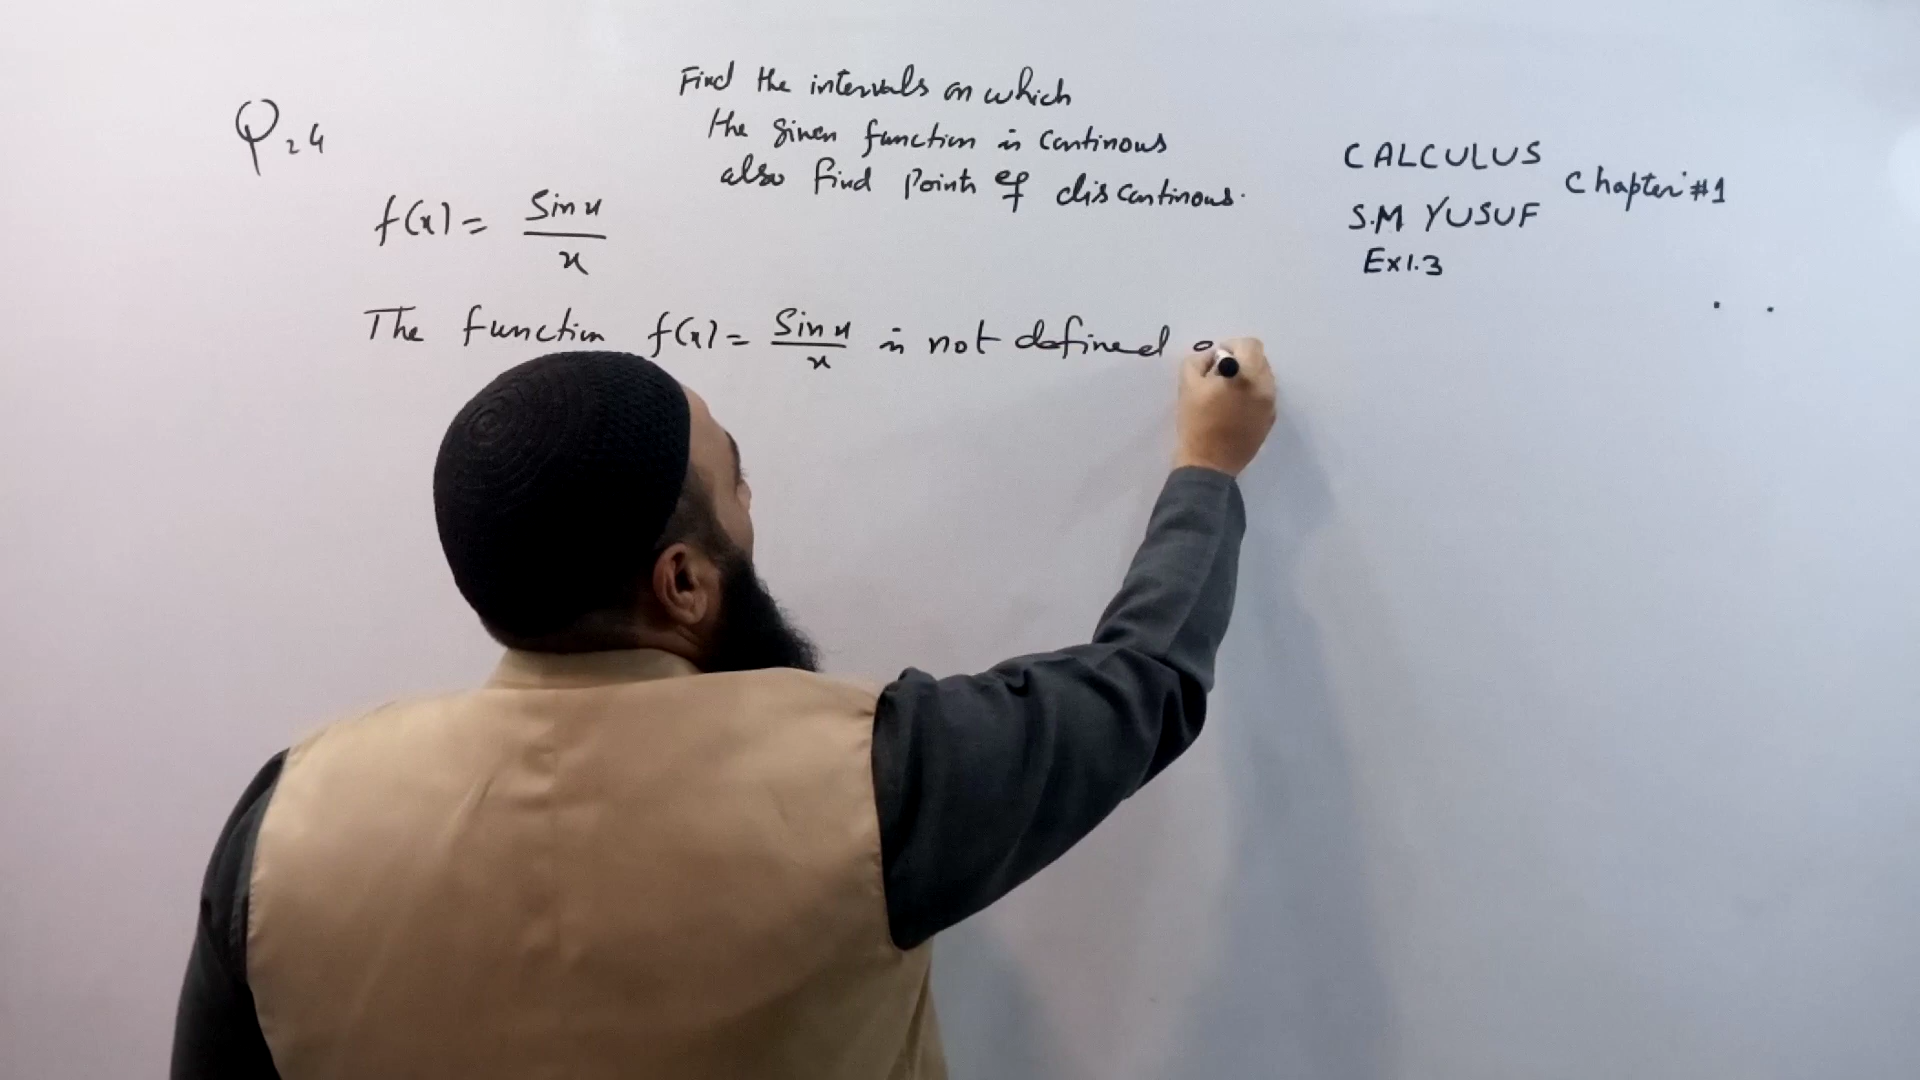 Find the intervals on which
the given function is continous
also find points of discontinous.
Q24
f(x) = Sin x / x
CALCULUS
Chapter #1
S.M YUSUF
Ex1.3
The function f(x) = Sin x / x is not defined